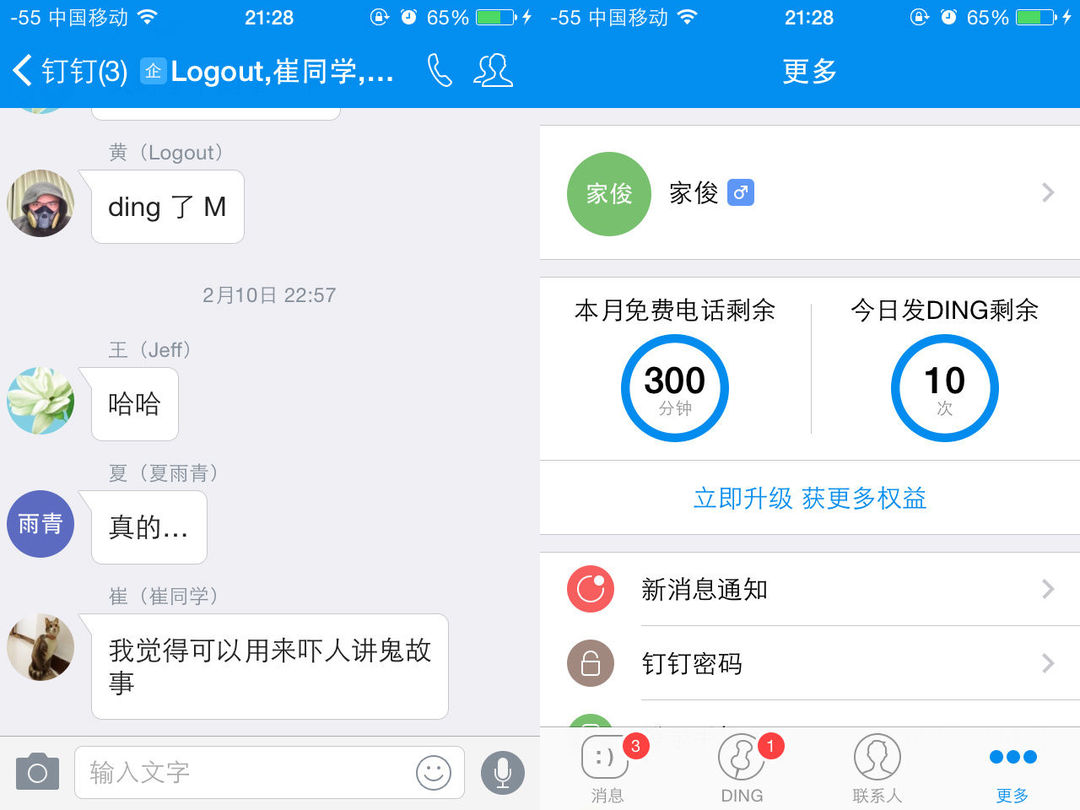 -55 中国移动 21:28 65%
钉钉(3) 企 Logout,崔同学,...
黄（Logout）
ding 了 M
2月10日 22:57
王（Jeff）
哈哈
夏（夏雨青）
雨青
真的...
崔（崔同学）
我觉得可以用来吓人讲鬼故
事
输入文字
-55 中国移动 21:28 65%
更多
家俊 家俊
本月免费电话剩余 今日发DING剩余
300 10
分钟 次
立即升级 获更多权益
新消息通知
钉钉密码
3 1
消息 DING 联系人 更多